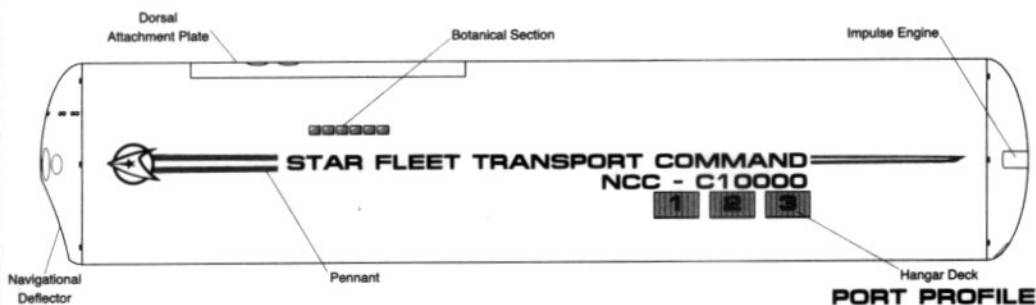 Dorsal
Attachment Plate
Botanical Section
Impulse Engine
STAR FLEET TRANSPORT COMMAND
NCC - C10000
1 2 3
Navigational
Deflector
Pennant
Hangar Deck
PORT PROFILE